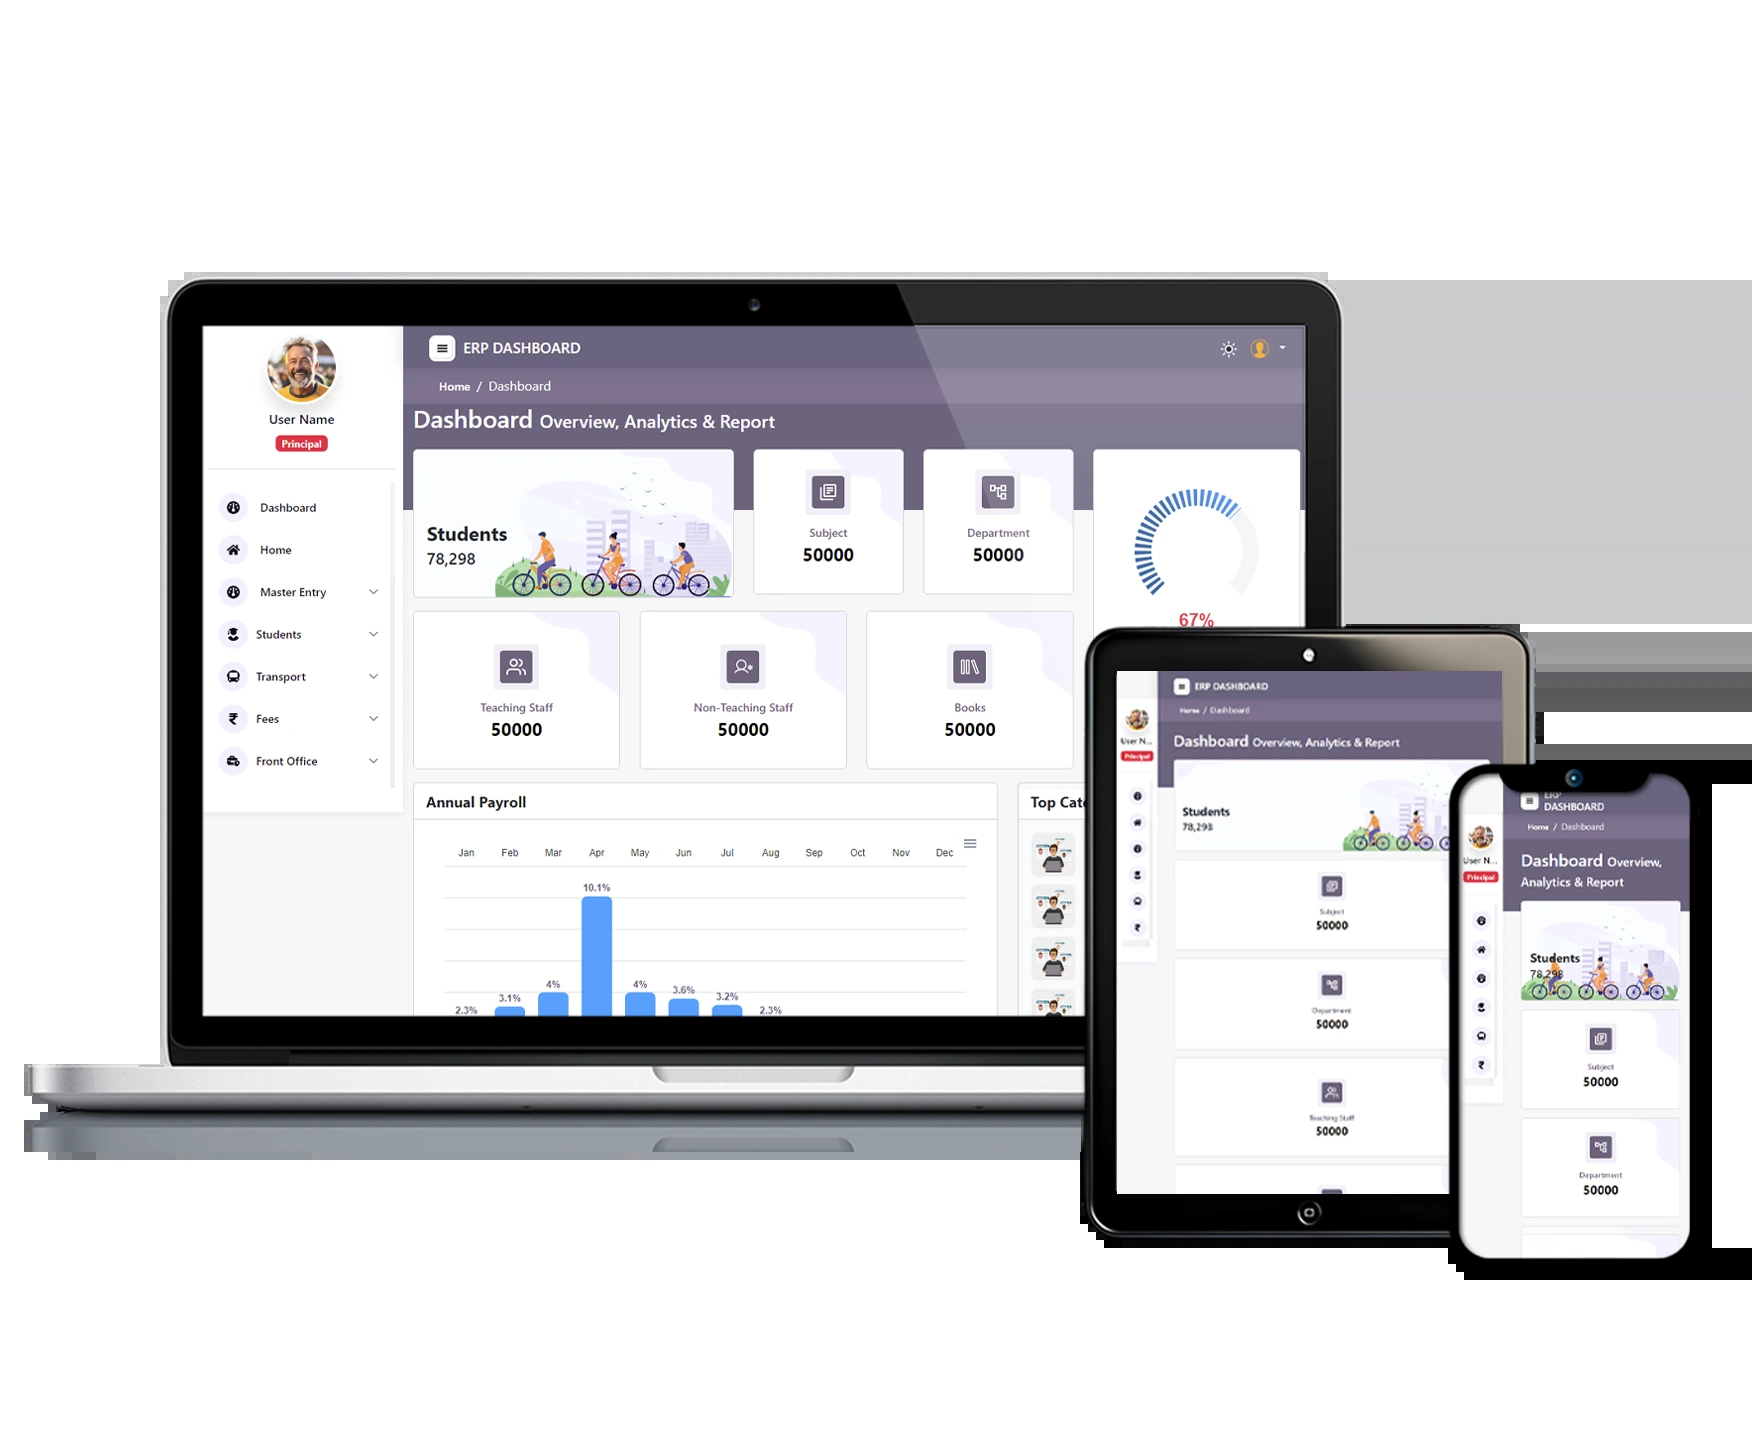 User Name
Principal
Dashboard
Home
Master Entry
Students
Transport
Fees
Front Office
ERP DASHBOARD
Home / Dashboard
Dashboard Overview, Analytics & Report
Students
78,298
Subject
50000
Department
50000
67%
Teaching Staff
50000
Non-Teaching Staff
50000
Books
50000
Annual Payroll
Jan Feb Mar Apr May Jun Jul Aug Sep Oct Nov Dec
10.1%
2.3% 3.1% 4% 4% 3.6% 3.2% 2.3%
Top Cate
ERP DASHBOARD
Home / Dashboard
User N...
Principal
Dashboard Overview, Analytics & Report
Students
78,298
Subject
50000
Department
50000
Teaching Staff
50000
ERP
DASHBOARD
Home / Dashboard
User N...
Principal
Dashboard Overview,
Analytics & Report
Students
78,298
Subject
50000
Department
50000